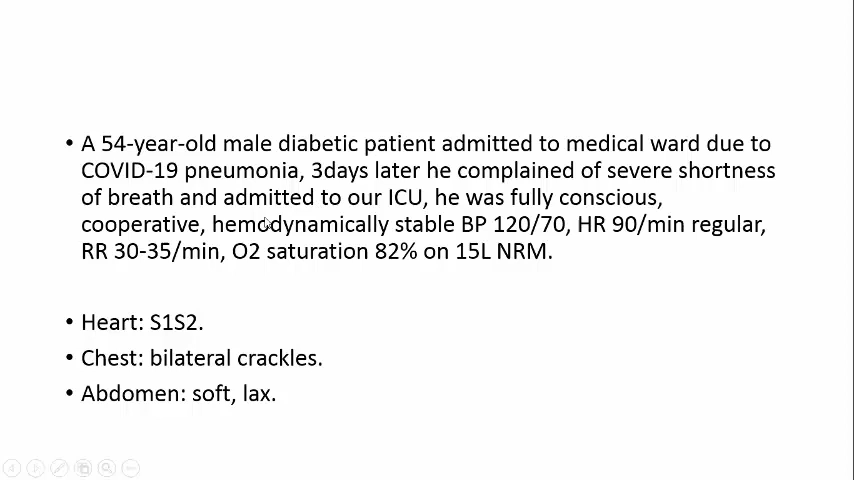 • A 54-year-old male diabetic patient admitted to medical ward due to
COVID-19 pneumonia, 3days later he complained of severe shortness
of breath and admitted to our ICU, he was fully conscious,
cooperative, hemodynamically stable BP 120/70, HR 90/min regular,
RR 30-35/min, O2 saturation 82% on 15L NRM.
• Heart: S1S2.
• Chest: bilateral crackles.
• Abdomen: soft, lax.